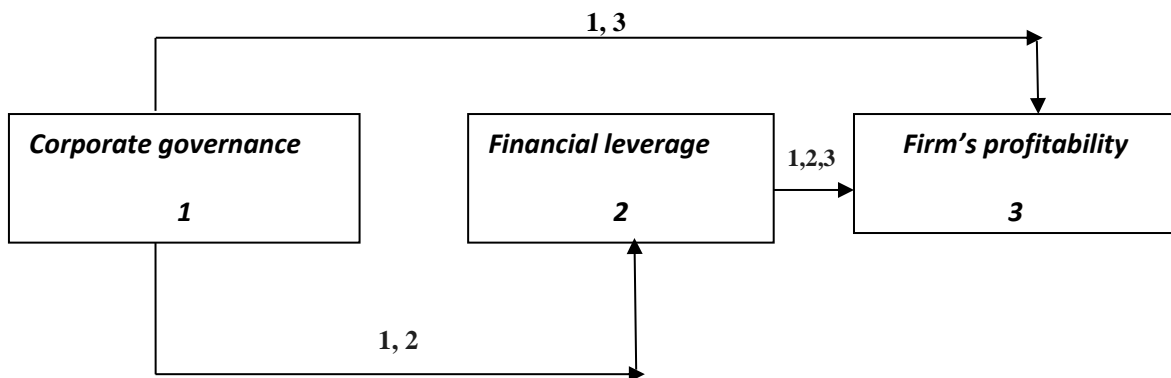 1, 3
Corporate governance
1
Financial leverage
2
1,2,3
Firm’s profitability
3
1, 2